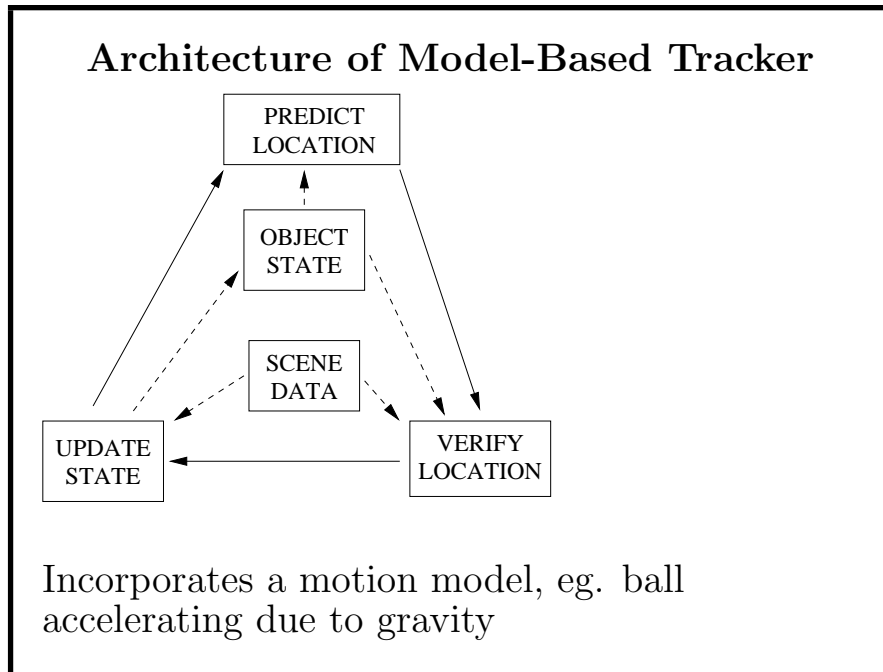 Architecture of Model-Based Tracker
PREDICT
LOCATION
OBJECT
STATE
SCENE
DATA
UPDATE
STATE
VERIFY
LOCATION
Incorporates a motion model, eg. ball
accelerating due to gravity